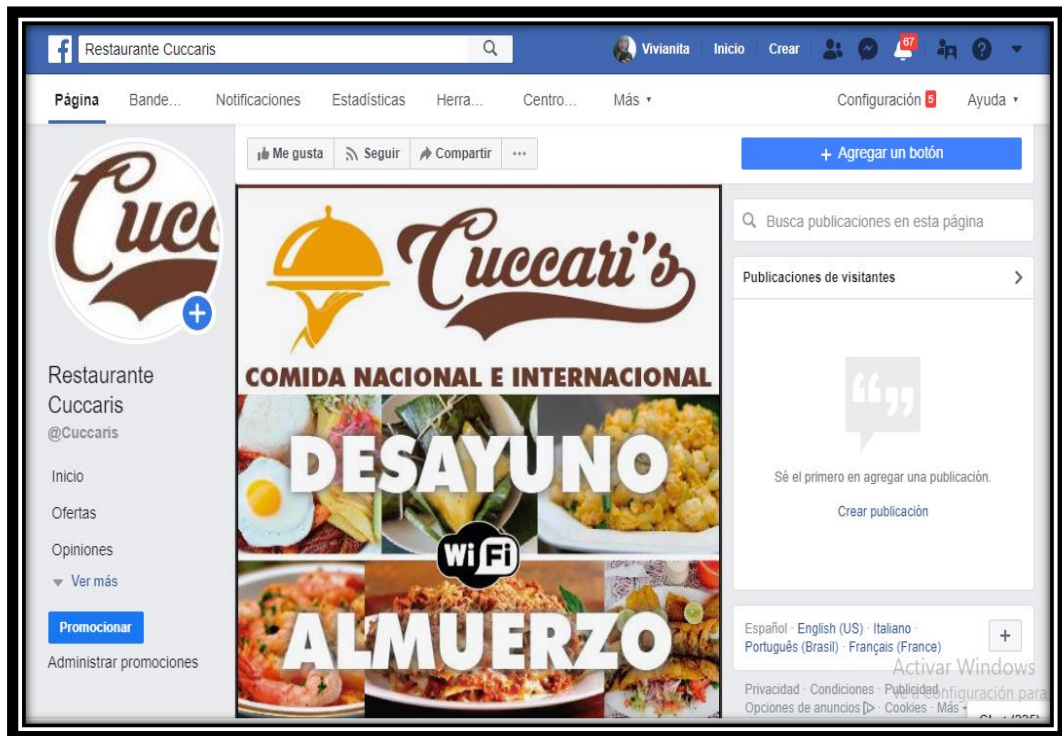 Restaurante Cuccaris
Vivianita Inicio Crear 67
Página Bande... Notificaciones Estadísticas Herra... Centro... Más Configuración 5 Ayuda
Me gusta Seguir Compartir ...
+ Agregar un botón
Cucc
Restaurante
Cuccaris
@Cuccaris
Inicio
Ofertas
Opiniones
Ver más
Promocionar
Administrar promociones
Cuccari's
COMIDA NACIONAL E INTERNACIONAL
DESAYUNO
WiFi
ALMUERZO
Busca publicaciones en esta página
Publicaciones de visitantes
Sé el primero en agregar una publicación.
Crear publicación
Español · English (US) · Italiano ·
Português (Brasil) · Français (France)
Activar Windows
Privacidad · Condiciones · Publicidad ·
Opciones de anuncios · Cookies · Más